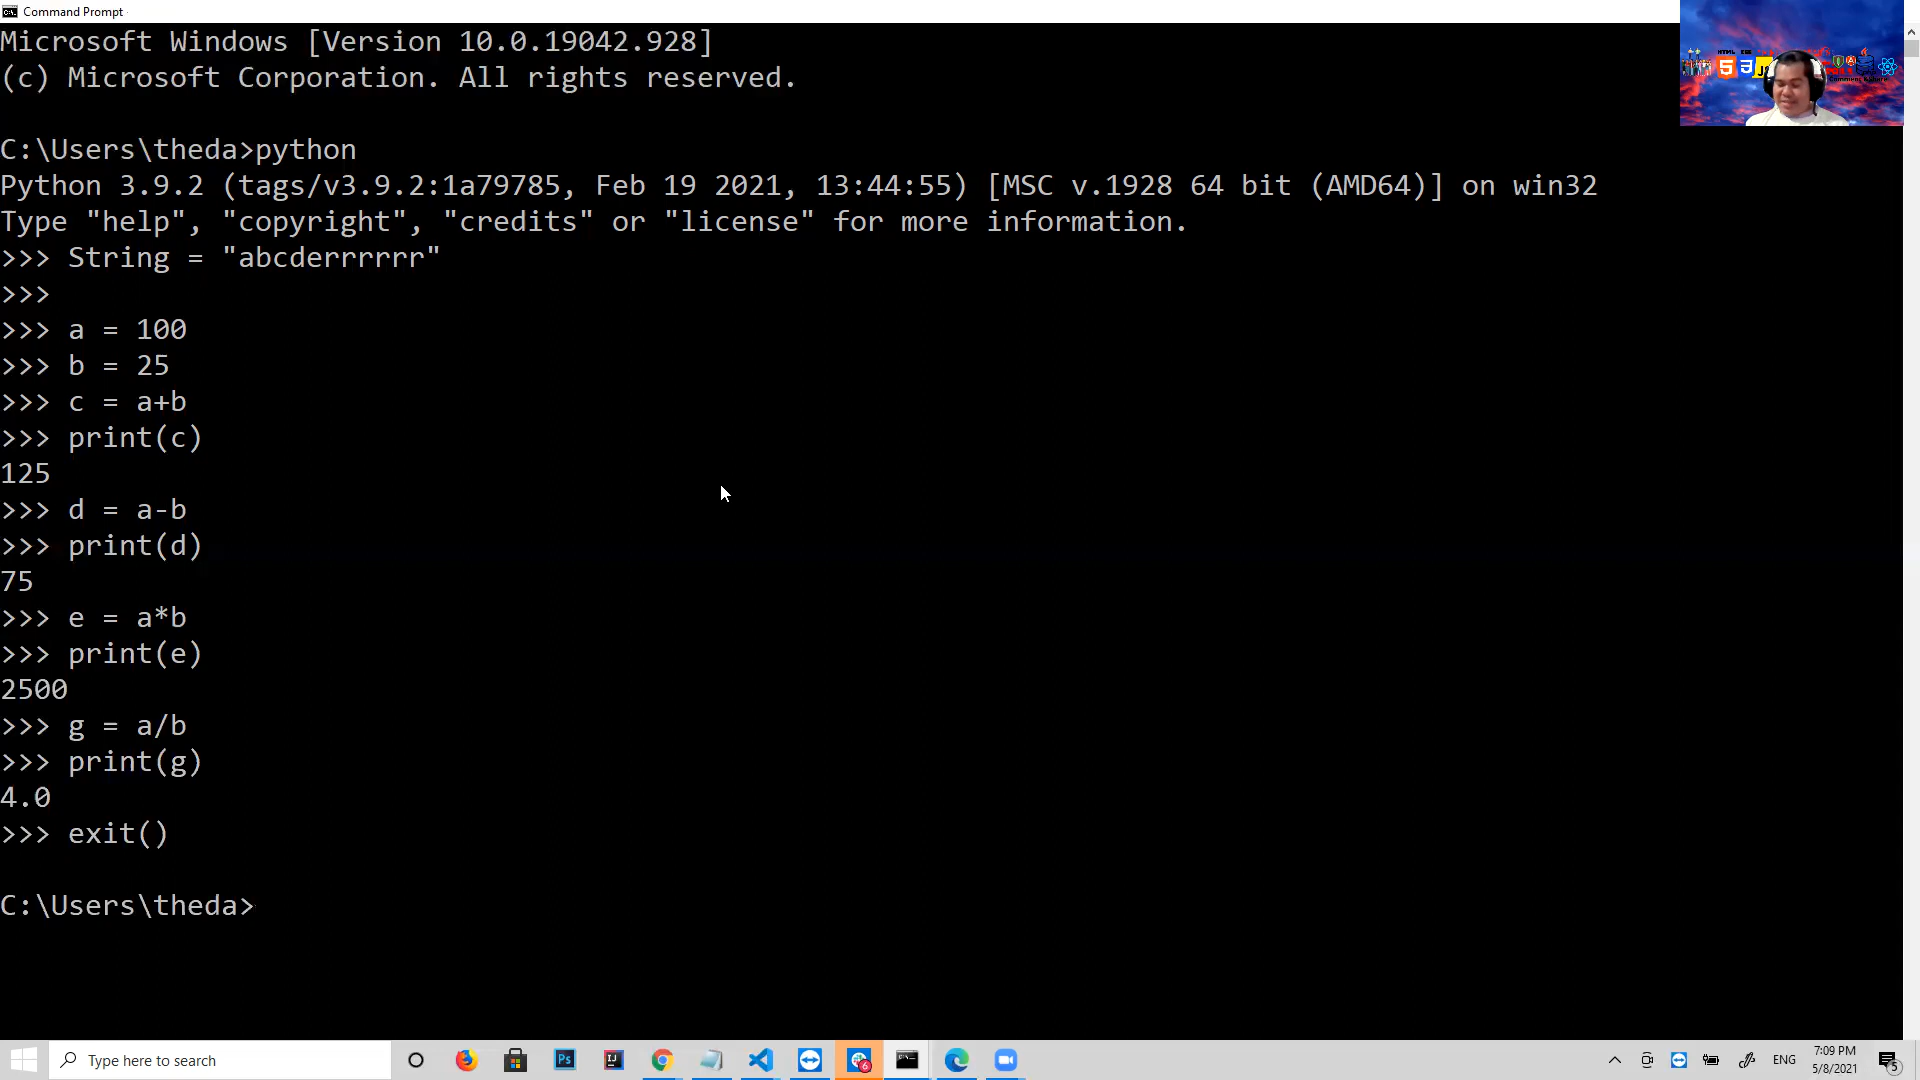 Command Prompt
Microsoft Windows [Version 10.0.19042.928]
(c) Microsoft Corporation. All rights reserved.
C:\Users\theda>python
Python 3.9.2 (tags/v3.9.2:1a79785, Feb 19 2021, 13:44:55) [MSC v.1928 64 bit (AMD64)] on win32
Type "help", "copyright", "credits" or "license" for more information.
>>> String = "abcderrrrrr"
>>>
>>> a = 100
>>> b = 25
>>> c = a+b
>>> print(c)
125
>>> d = a-b
>>> print(d)
75
>>> e = a*b
>>> print(e)
2500
>>> g = a/b
>>> print(g)
4.0
>>> exit()
C:\Users\theda>
Type here to search
ENG
7:09 PM
5/8/2021